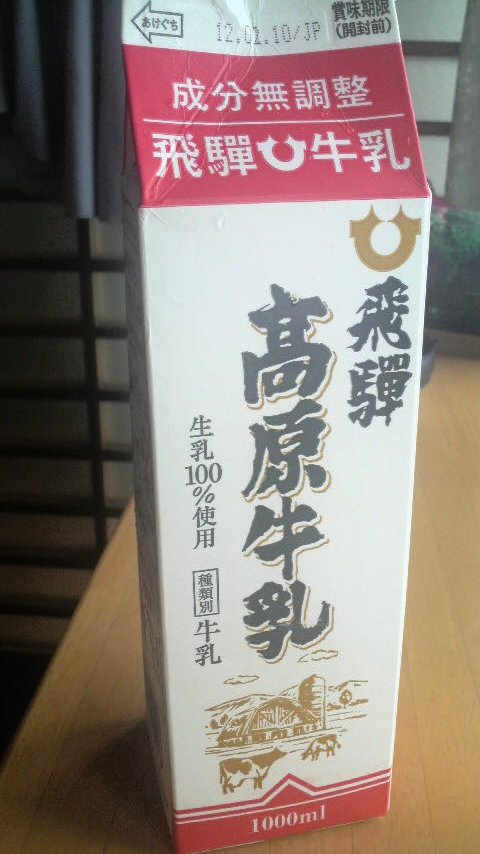 あけぐち
賞味期限
(開封前)
12.01.10/JP
成分無調整
飛騨牛乳
飛騨
高原牛乳
生乳100%使用
種類別 牛乳
1000ml